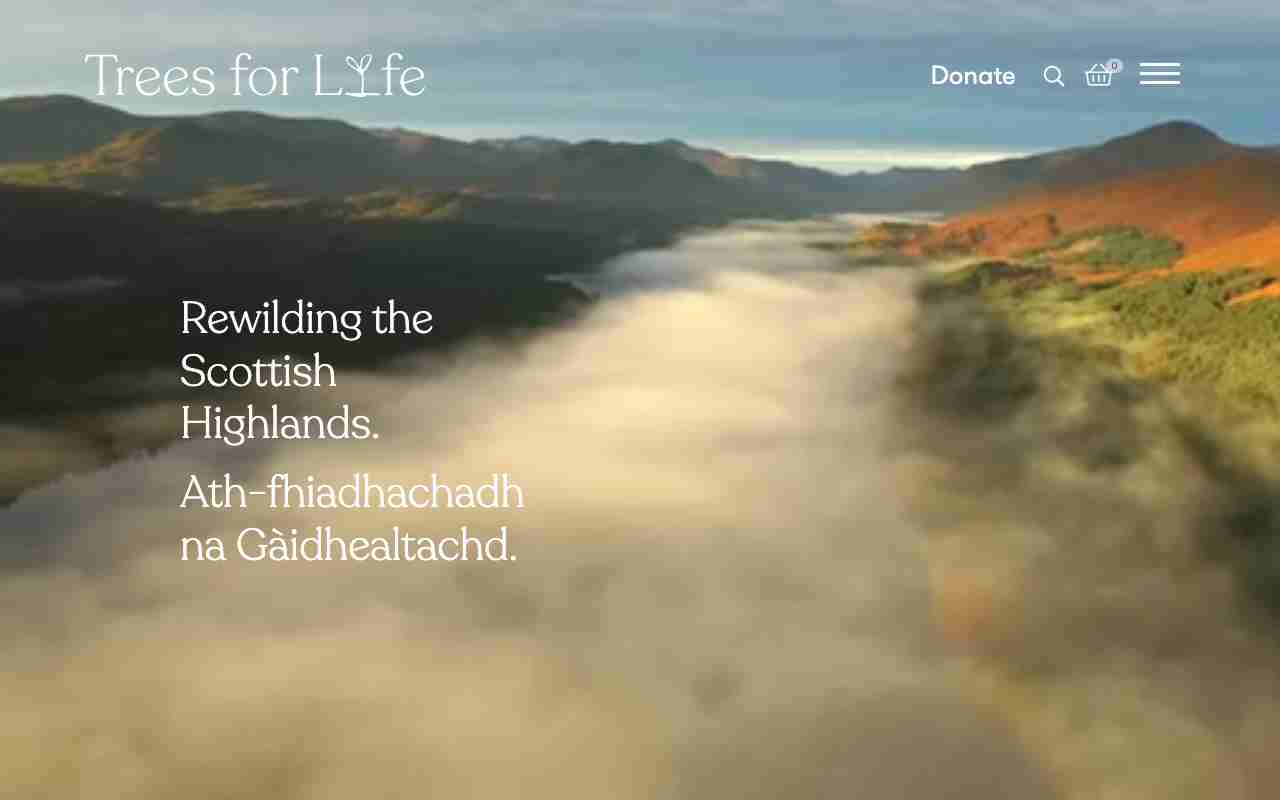 Trees for Life
Donate
0
Rewilding the
Scottish
Highlands.
Ath-fhiadhachadh
na Gàidhealtachd.